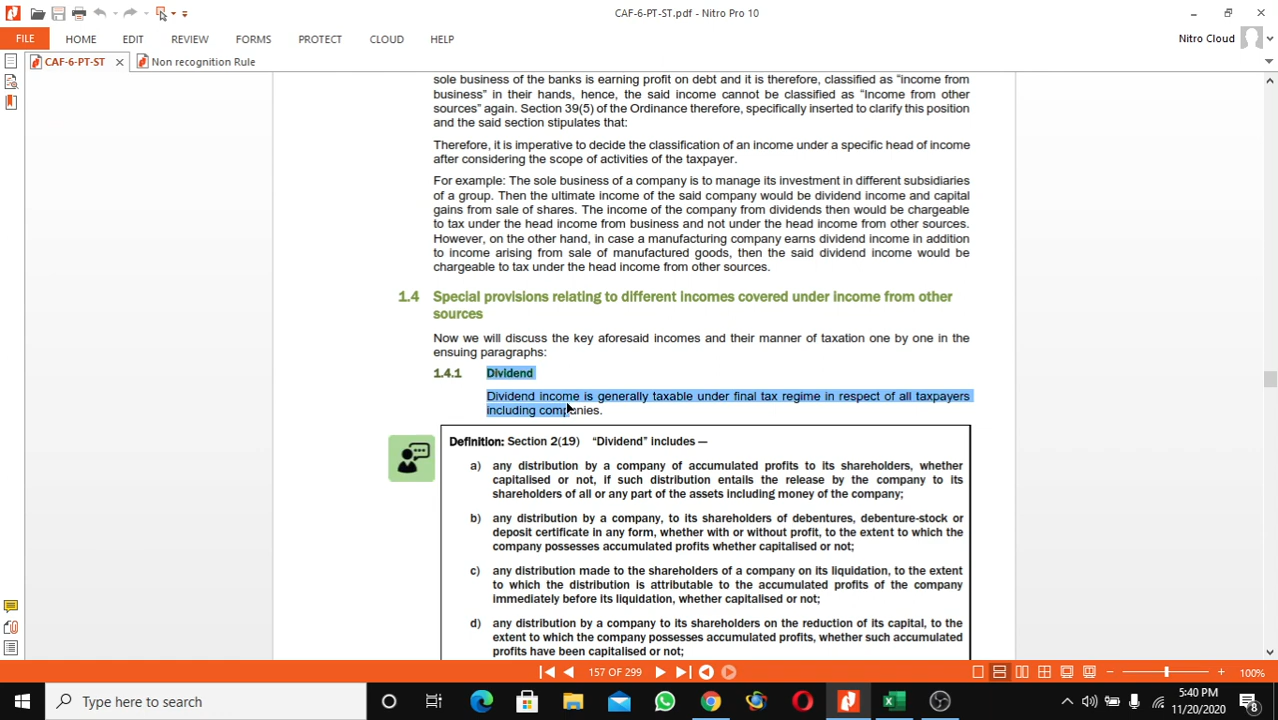 CAF-6-PT-ST.pdf - Nitro Pro 10
FILE HOME EDIT REVIEW FORMS PROTECT CLOUD HELP
Nitro Cloud
CAF-6-PT-ST
Non recognition Rule
sole business of the banks is earning profit on debt and it is therefore, classified as “income from
business” in their hands, hence, the said income cannot be classified as “Income from other
sources” again. Section 39(5) of the Ordinance therefore, specifically inserted to clarify this position
and the said section stipulates that:
Therefore, it is imperative to decide the classification of an income under a specific head of income
after considering the scope of activities of the taxpayer.
For example: The sole business of a company is to manage its investment in different subsidiaries
of a group. Then the ultimate income of the said company would be dividend income and capital
gains from sale of shares. The income of the company from dividends then would be chargeable
to tax under the head income from business and not under the head income from other sources.
However, on the other hand, in case a manufacturing company earns dividend income in addition
to income arising from sale of manufactured goods, then the said dividend income would be
chargeable to tax under the head income from other sources.
1.4 Special provisions relating to different incomes covered under income from other
sources
Now we will discuss the key aforesaid incomes and their manner of taxation one by one in the
ensuing paragraphs:
1.4.1 Dividend
Dividend income is generally taxable under final tax regime in respect of all taxpayers
including companies.
Definition: Section 2(19) “Dividend” includes —
a) any distribution by a company of accumulated profits to its shareholders, whether
capitalised or not, if such distribution entails the release by the company to its
shareholders of all or any part of the assets including money of the company;
b) any distribution by a company, to its shareholders of debentures, debenture-stock or
deposit certificate in any form, whether with or without profit, to the extent to which the
company possesses accumulated profits whether capitalised or not;
c) any distribution made to the shareholders of a company on its liquidation, to the extent
to which the distribution is attributable to the accumulated profits of the company
immediately before its liquidation, whether capitalised or not;
d) any distribution by a company to its shareholders on the reduction of its capital, to the
extent to which the company possesses accumulated profits, whether such accumulated
profits have been capitalised or not;
157 OF 299
100%
Type here to search
5:40 PM
11/20/2020
8